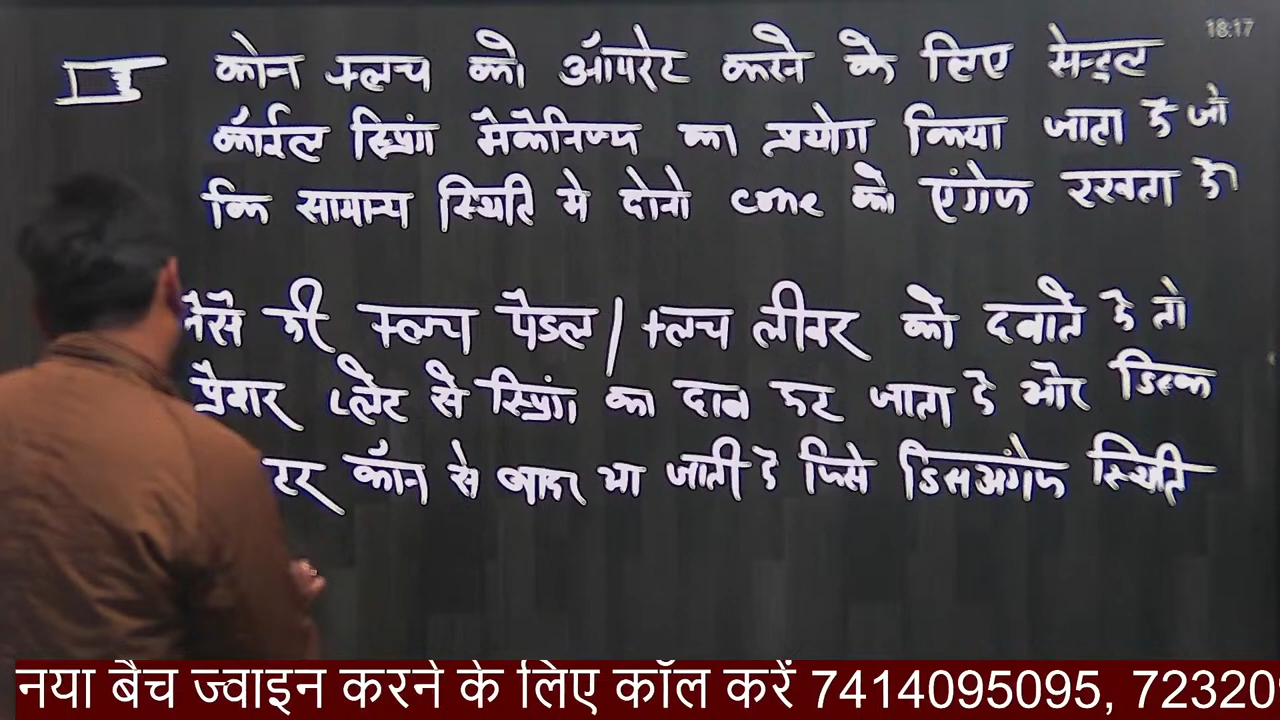 18:17
कोन क्लच को ऑपरेट करने के लिए सेन्ट्रल
कॉईल स्प्रिंग मैकेनिज्म का प्रयोग किया जाता है जो
कि सामान्य स्थिति मे दोनो cone को एंगेज रखता है
जैसे ही क्लच पैडल/क्लच लीवर को दबाते है तो
प्रैशर प्लेट से स्प्रिंग का दाब हट जाता है और डिस्क
कॉन से बाहर आ जाती है जिसे डिसअंगेज स्थिति
नया बैच ज्वाइन करने के लिए कॉल करें 7414095095, 72320